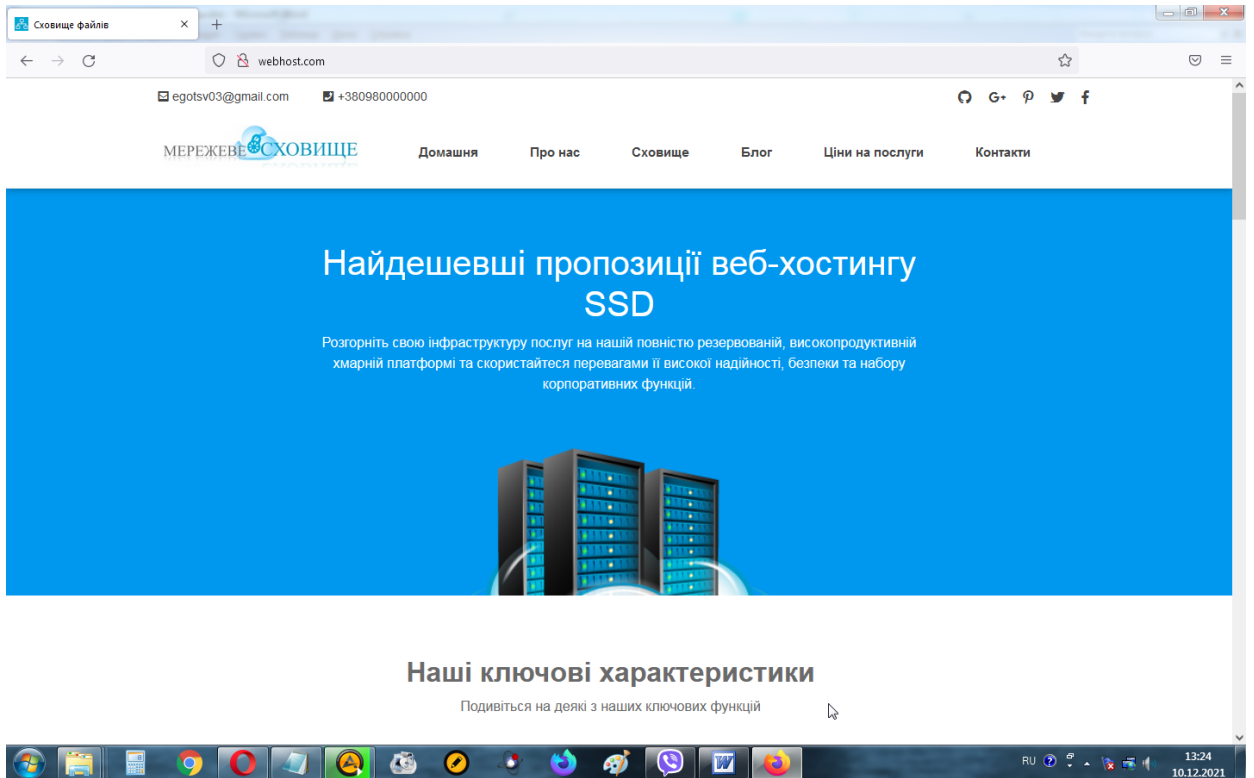 Сховище файлів
webhost.com
egotsv03@gmail.com +380980000000
МЕРЕЖЕВЕ СХОВИЩЕ
Домашня Про нас Сховище Блог Ціни на послуги Контакти
Найдешевші пропозиції веб-хостингу
SSD
Розгорніть свою інфраструктуру послуг на нашій повністю резервованій, високопродуктивній
хмарній платформі та скористайтеся перевагами її високої надійності, безпеки та набору
корпоративних функцій.
Наші ключові характеристики
Подивіться на деякі з наших ключових функцій
RU 13:24
10.12.2021